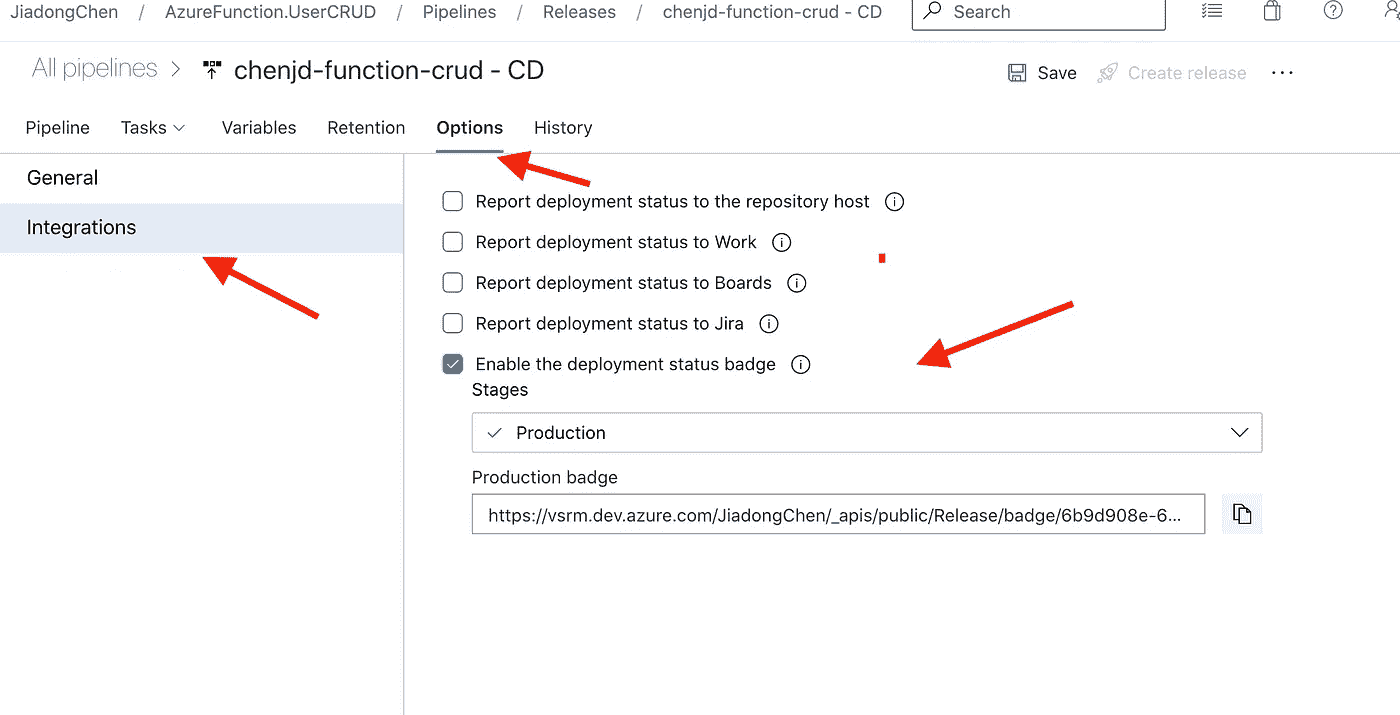 JiadongChen / AzureFunction.UserCRUD / Pipelines / Releases / chenjd-function-crud - CD Search
All pipelines > chenjd-function-crud - CD Save Create release ...
Pipeline Tasks Variables Retention Options History
General
Integrations
Report deployment status to the repository host
Report deployment status to Work
Report deployment status to Boards
Report deployment status to Jira
Enable the deployment status badge
Stages
Production
Production badge
https://vsrm.dev.azure.com/JiadongChen/_apis/public/Release/badge/6b9d908e-6...